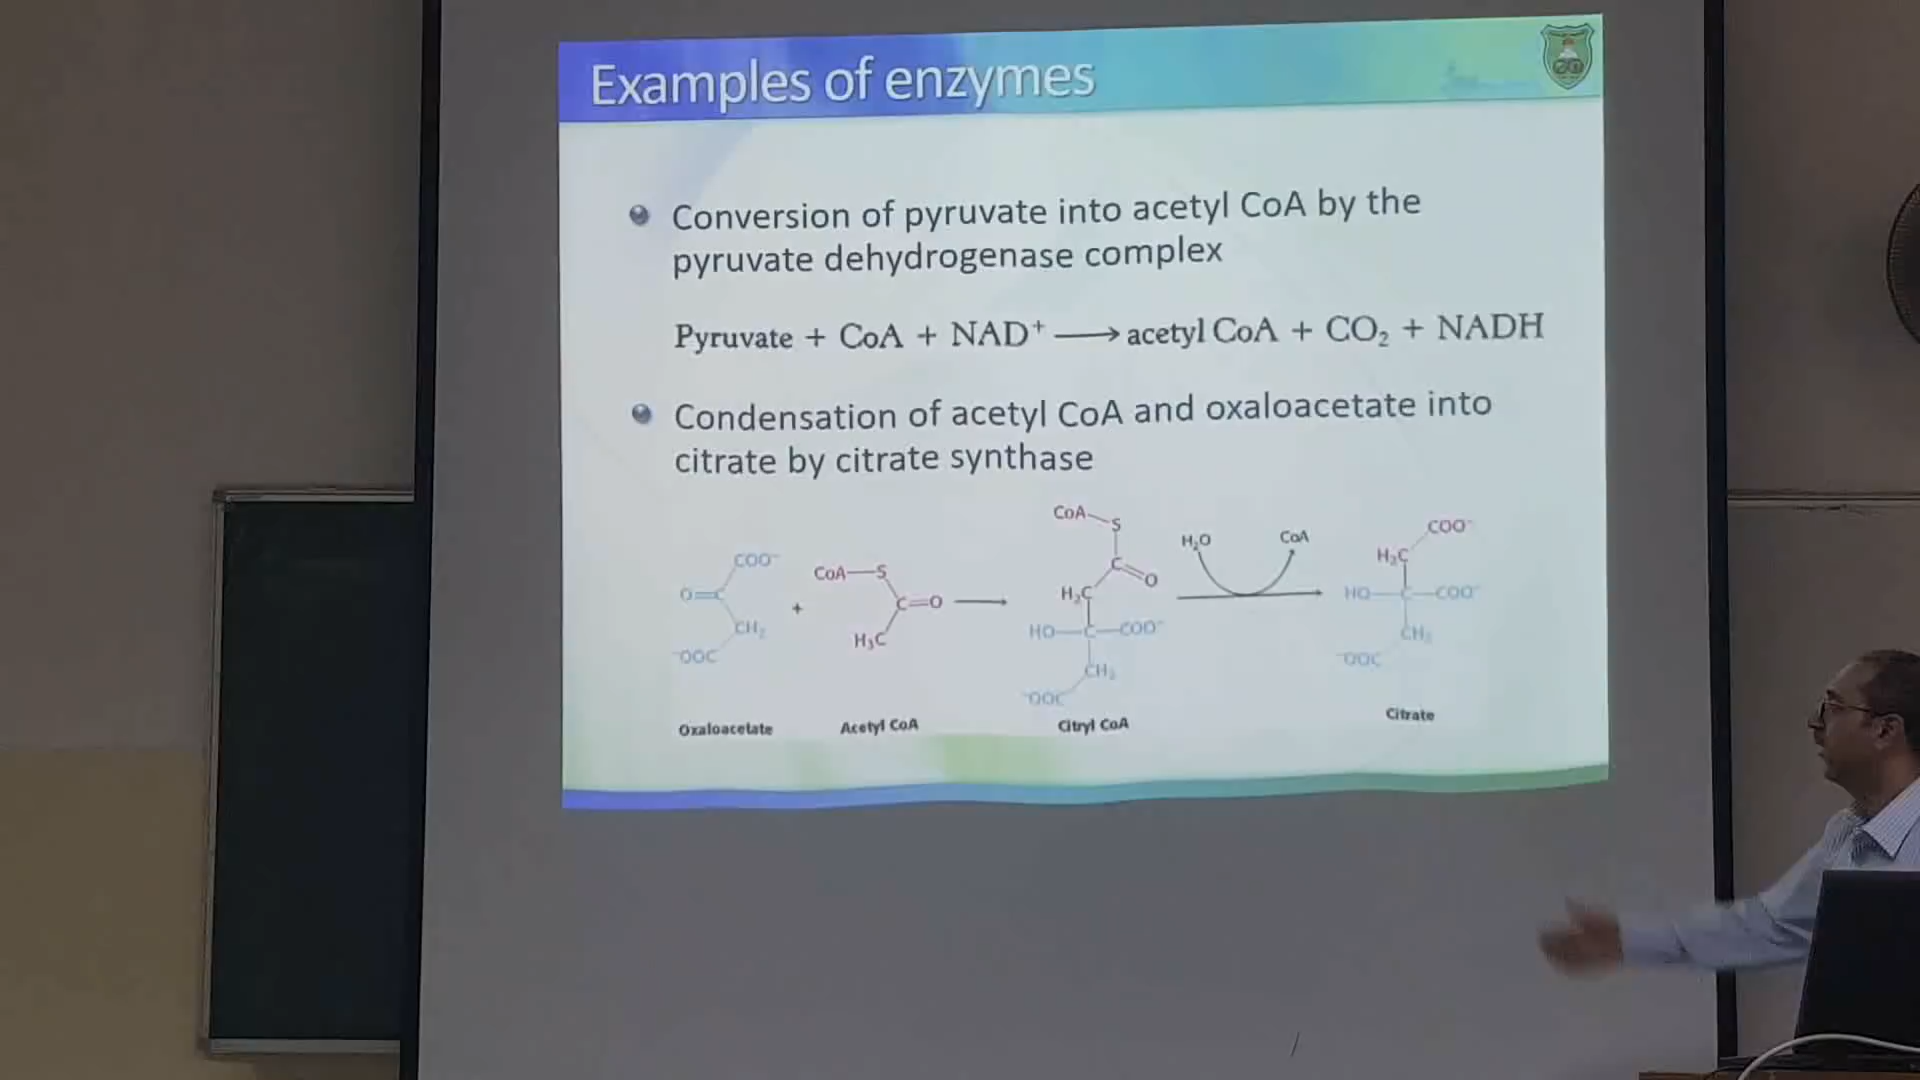 Examples of enzymes
Conversion of pyruvate into acetyl CoA by the
pyruvate dehydrogenase complex
Pyruvate + CoA + NAD⁺ ⟶ acetyl CoA + CO₂ + NADH
Condensation of acetyl CoA and oxaloacetate into
citrate by citrate synthase
COO⁻
O=C
CH₂
⁻OOC
Oxaloacetate
+
CoA—S
C=O
H₃C
Acetyl CoA
CoA—S
C=O
H₂C
HO—C—COO⁻
CH₂
⁻OOC
Citryl CoA
H₂O
CoA
COO⁻
H₂C
HO—C—COO⁻
CH₂
⁻OOC
Citrate